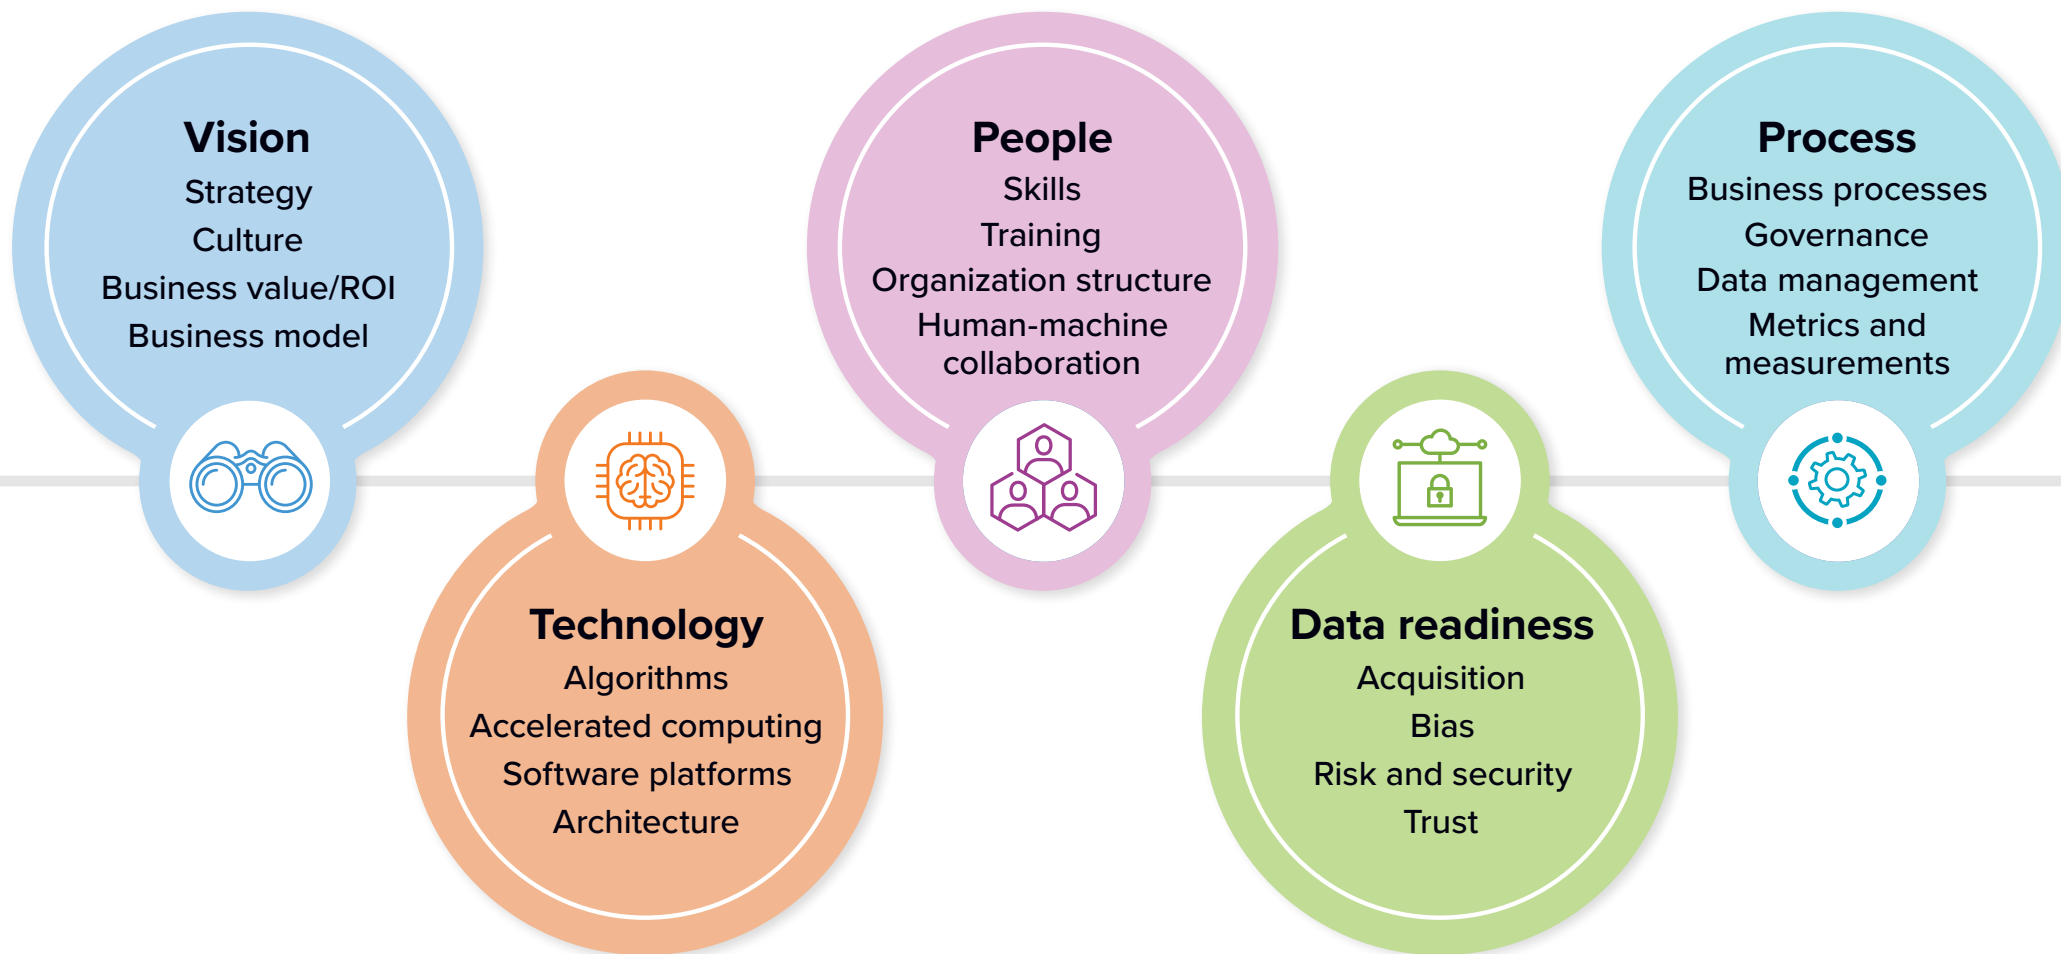 Vision
Strategy
Culture
Business value/ROI
Business model
Technology
Algorithms
Accelerated computing
Software platforms
Architecture
People
Skills
Training
Organization structure
Human-machine
collaboration
Data readiness
Acquisition
Bias
Risk and security
Trust
Process
Business processes
Governance
Data management
Metrics and
measurements